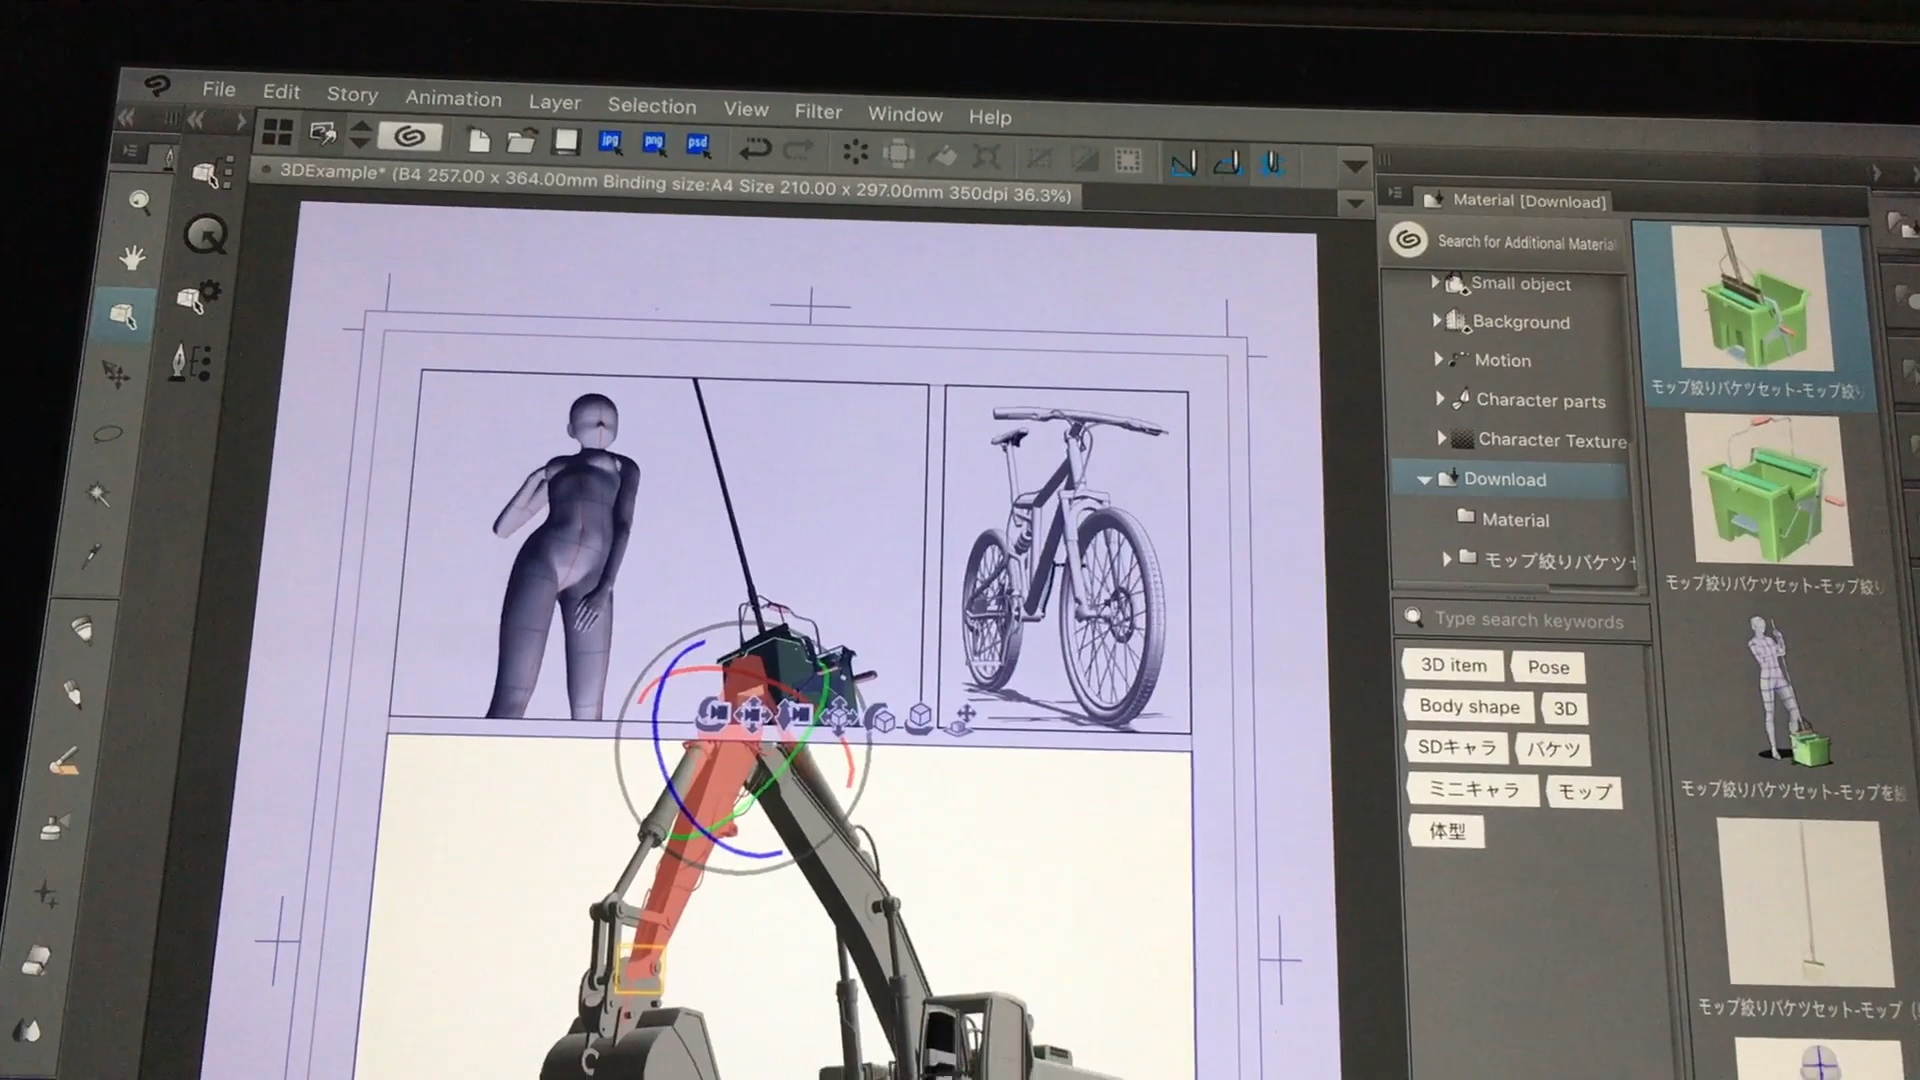 File Edit Story Animation Layer Selection View Filter Window Help
jpg png psd
3DExample* (B4 257.00 x 364.00mm Binding size:A4 Size 210.00 x 297.00mm 350dpi 36.3%)
Material [Download]
Search for Additional Materia
Small object
Background
Motion
Character parts
Character Texture
Download
Material
モップ絞りバケツセ
Type search keywords
3D item Pose
Body shape 3D
SDキャラ バケツ
ミニキャラ モップ
体型
モップ絞りバケツセット-モップ絞り
モップ絞りバケツセット-モップ絞り
モップ絞りバケツセット-モップを絞
モップ絞りバケツセット-モップ (